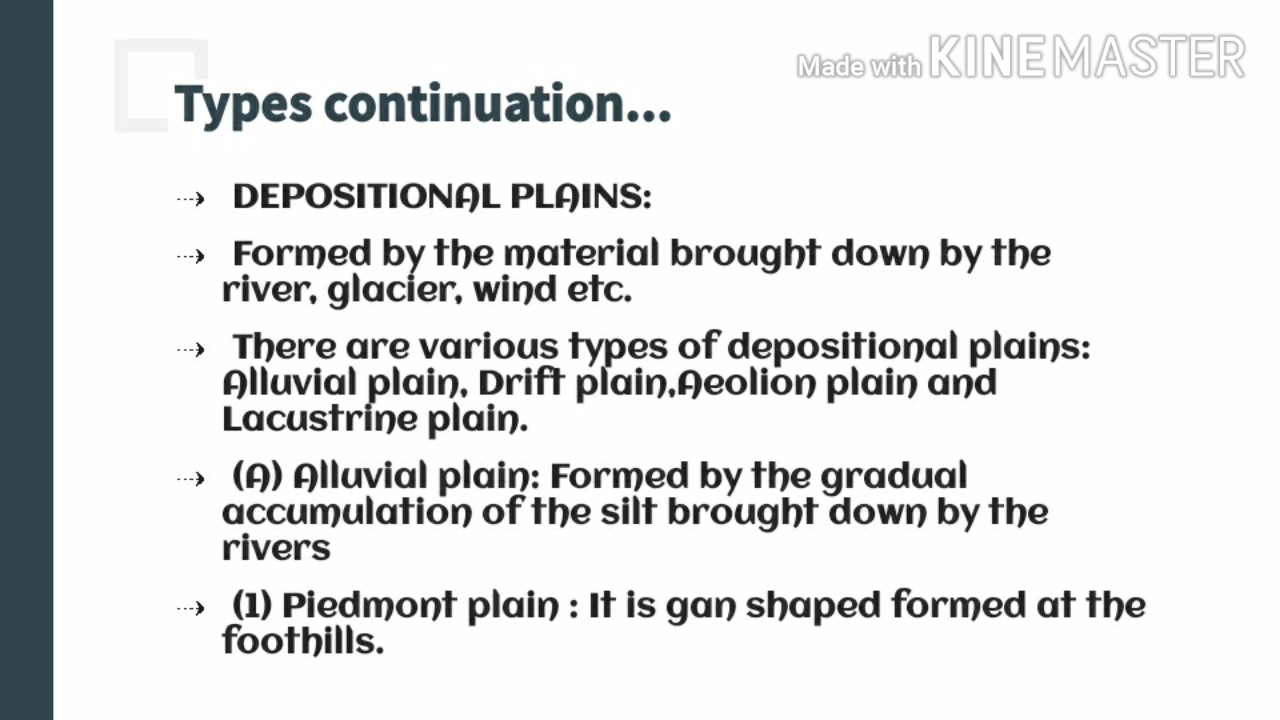 Made with KINEMASTER
Types continuation...
DEPOSITIONAL PLAINS:
Formed by the material brought down by the
river, glacier, wind etc.
There are various types of depositional plains:
Alluvial plain, Drift plain,Aeolion plain and
Lacustrine plain.
(A) Alluvial plain: Formed by the gradual
accumulation of the silt brought down by the
rivers
(1) Piedmont plain : It is gan shaped formed at the
foothills.